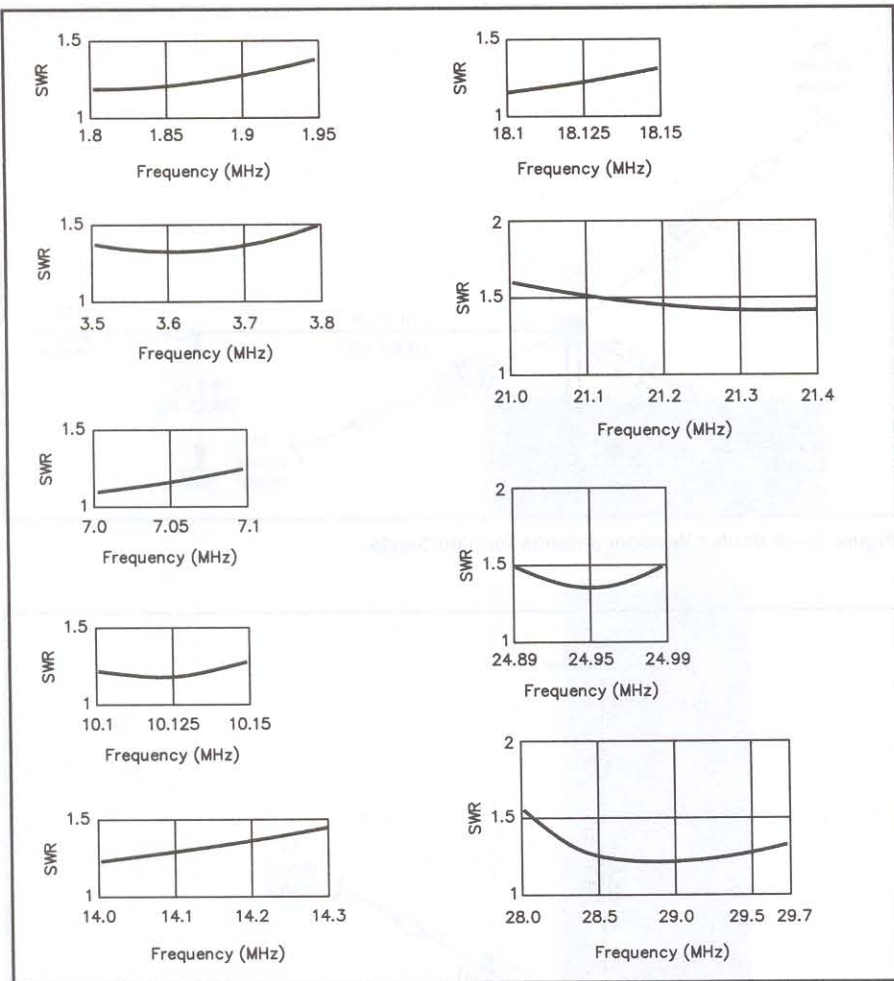 1.5
SWR
1
1.8 1.85 1.9 1.95
Frequency (MHz)
1.5
SWR
1
3.5 3.6 3.7 3.8
Frequency (MHz)
1.5
SWR
1
7.0 7.05 7.1
Frequency (MHz)
1.5
SWR
1
10.1 10.125 10.15
Frequency (MHz)
1.5
SWR
1
14.0 14.1 14.2 14.3
Frequency (MHz)
1.5
SWR
1
18.1 18.125 18.15
Frequency (MHz)
2
SWR
1.5
1
21.0 21.1 21.2 21.3 21.4
Frequency (MHz)
2
SWR
1.5
1
24.89 24.95 24.99
Frequency (MHz)
2
SWR
1.5
1
28.0 28.5 29.0 29.5 29.7
Frequency (MHz)